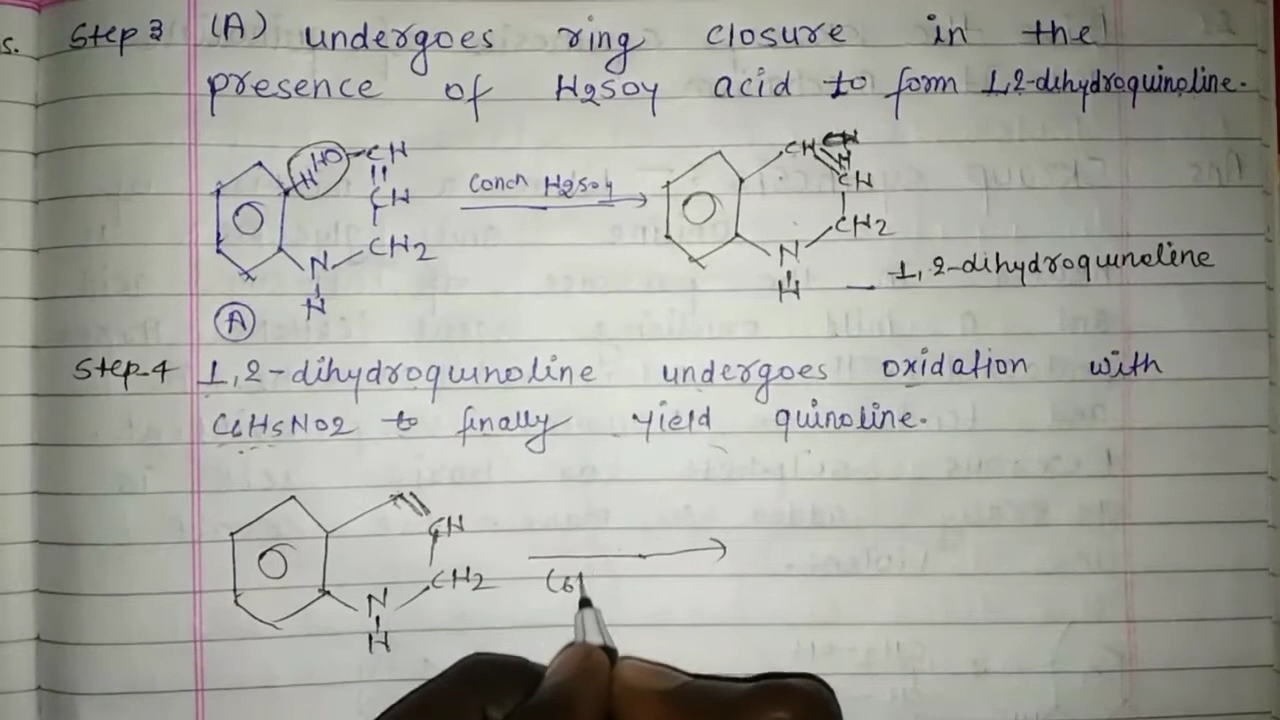 s. Step 3 (A) undergoes ring closure in the
presence of H2SO4 acid to form 1,2-dihydroquinoline.
HO CH
H
CH
CH2
N
H
A
Conc H2SO4
CH
CH
CH2
N
H
1,2-dihydroquinoline
Step-4 1,2-dihydroquinoline undergoes oxidation with
C6H5NO2 to finally yield quinoline.
CH
CH2
N
H
C6H